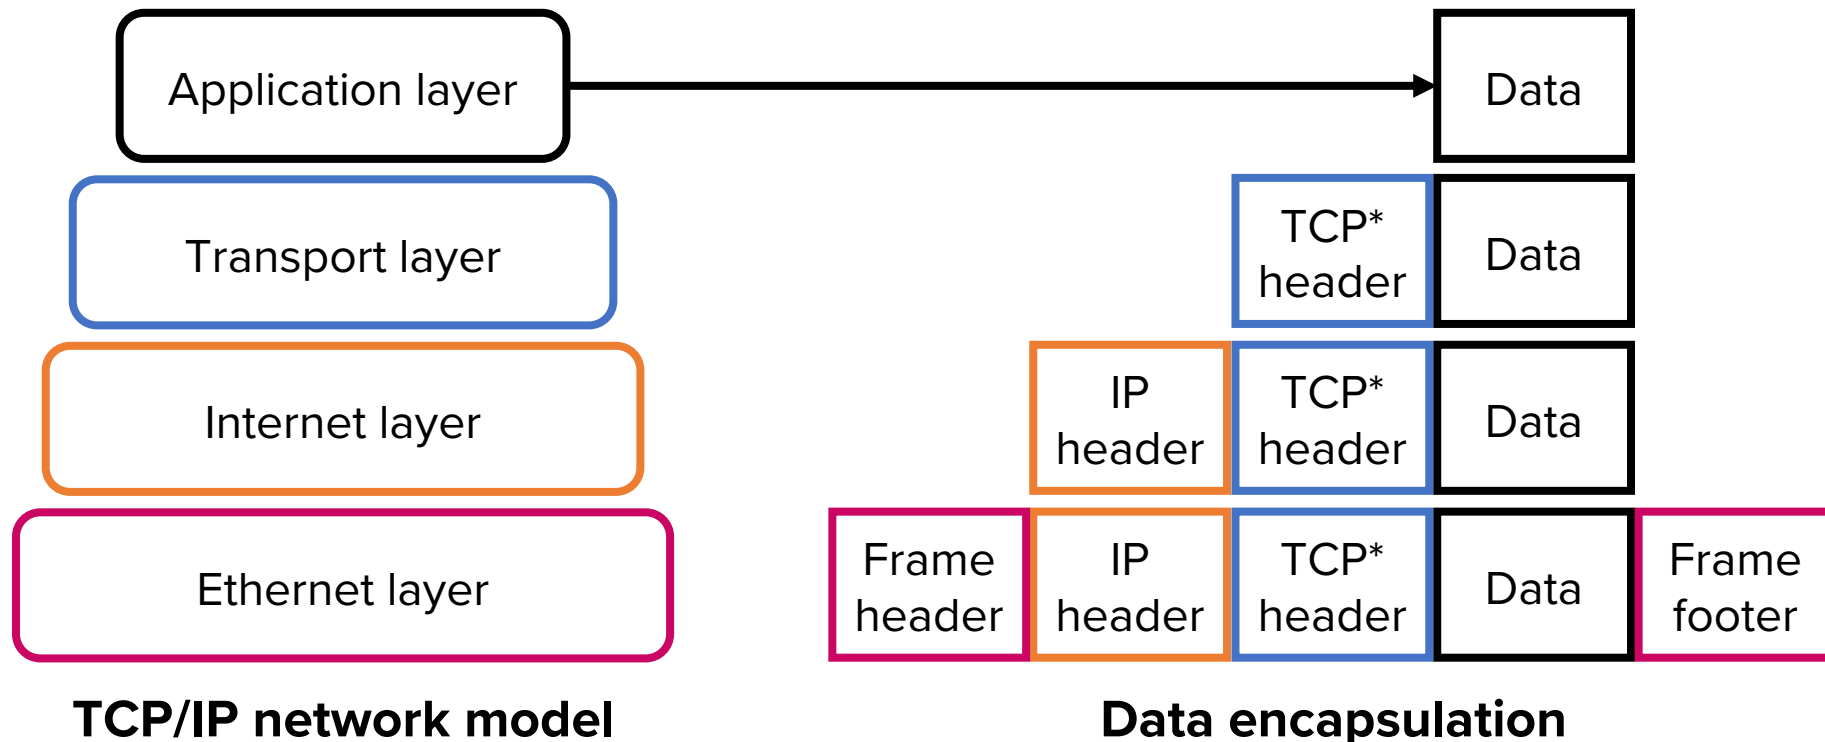 Application layer
Data
Transport layer
TCP*
header
Data
Internet layer
IP
header
TCP*
header
Data
Ethernet layer
Frame
header
IP
header
TCP*
header
Data
Frame
footer
TCP/IP network model
Data encapsulation